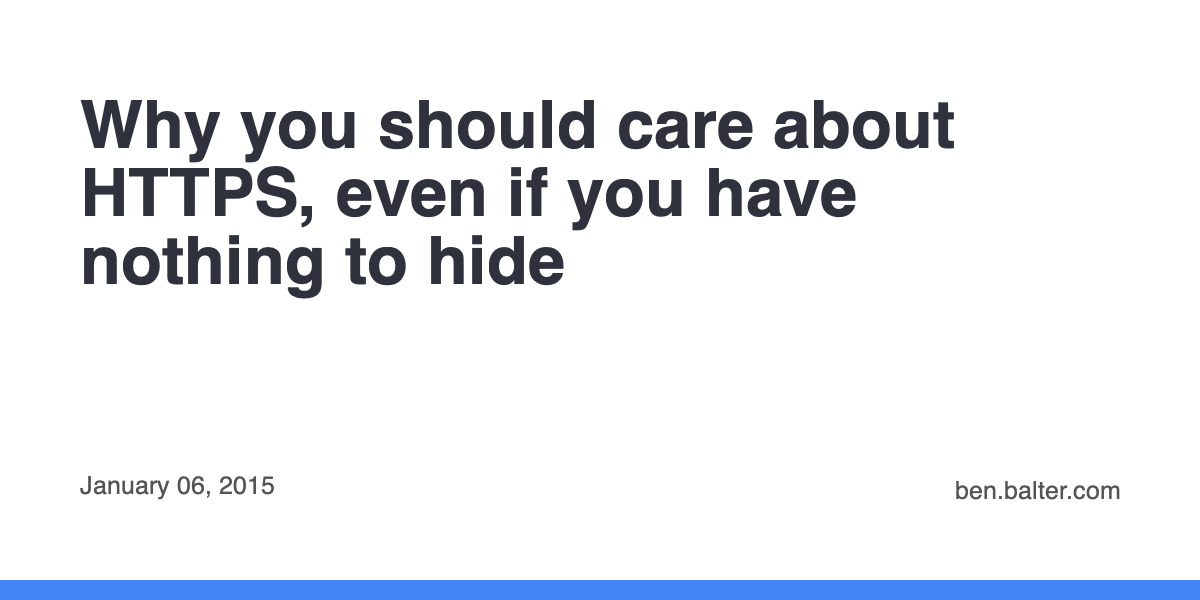 Why you should care about
HTTPS, even if you have
nothing to hide
January 06, 2015
ben.balter.com